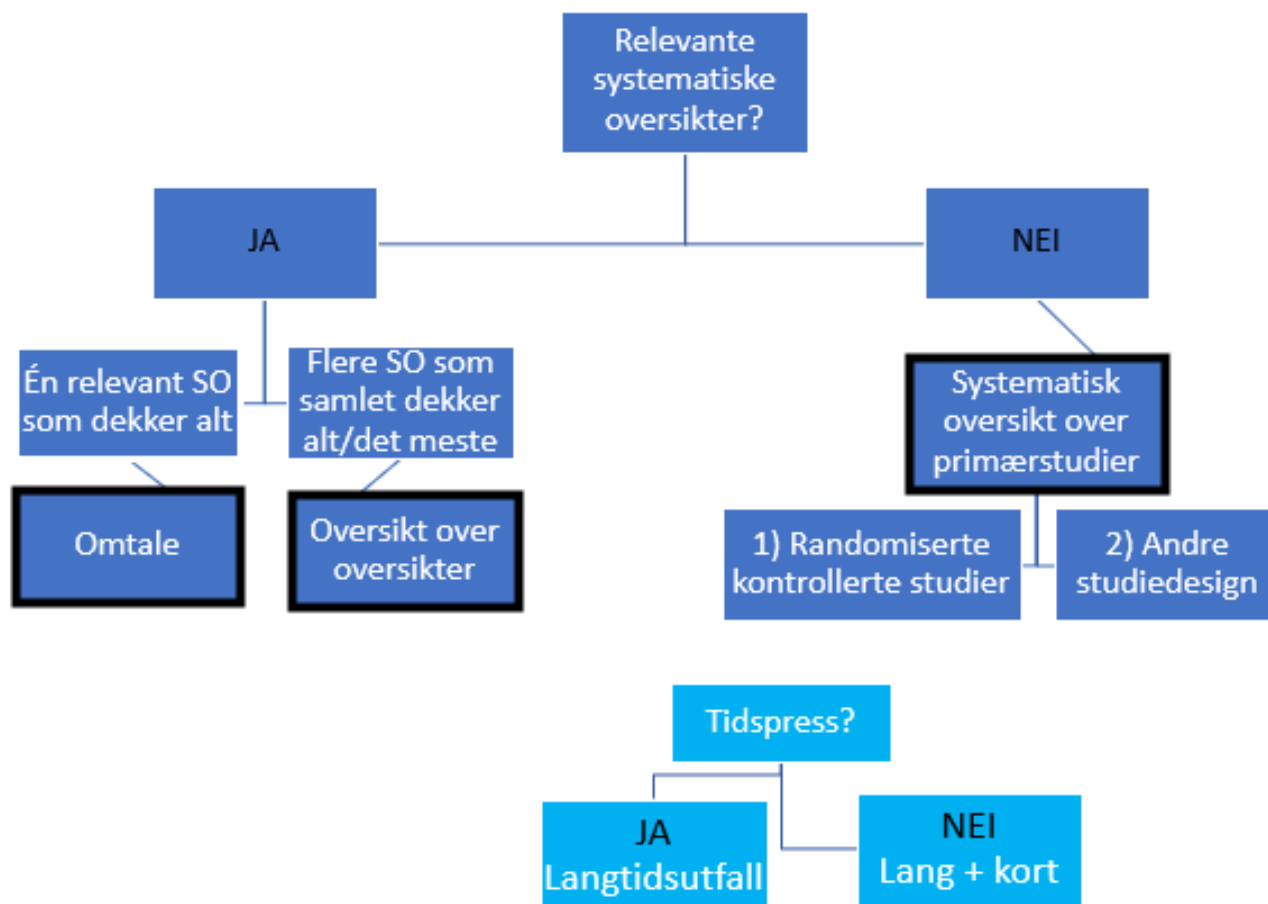 Relevante
systematiske
oversikter?
JA
NEI
Én relevant SO
som dekker alt
Flere SO som
samlet dekker
alt/det meste
Systematisk
oversikt over
primærstudier
Omtale
Oversikt over
oversikter
1) Randomiserte
kontrollerte studier
2) Andre
studiedesign
Tidspress?
JA
Langtidsutfall
NEI
Lang + kort